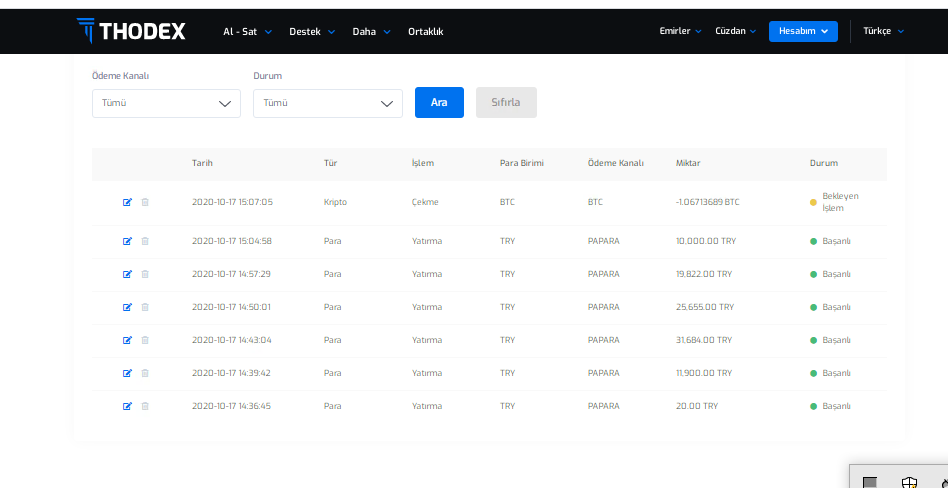 THODEX Al - Sat Destek Daha Ortaklık Emirler Cüzdan Hesabım Türkçe
Ödeme Kanalı Durum
Tümü Tümü Ara Sıfırla
Tarih Tür İşlem Para Birimi Ödeme Kanalı Miktar Durum
2020-10-17 15:07:05 Kripto Çekme BTC BTC -1.06713689 BTC Bekleyen
İşlem
2020-10-17 15:04:58 Para Yatırma TRY PAPARA 10,000.00 TRY Başarılı
2020-10-17 14:57:29 Para Yatırma TRY PAPARA 19,822.00 TRY Başarılı
2020-10-17 14:50:01 Para Yatırma TRY PAPARA 25,655.00 TRY Başarılı
2020-10-17 14:43:04 Para Yatırma TRY PAPARA 31,684.00 TRY Başarılı
2020-10-17 14:39:42 Para Yatırma TRY PAPARA 11,900.00 TRY Başarılı
2020-10-17 14:36:45 Para Yatırma TRY PAPARA 20.00 TRY Başarılı